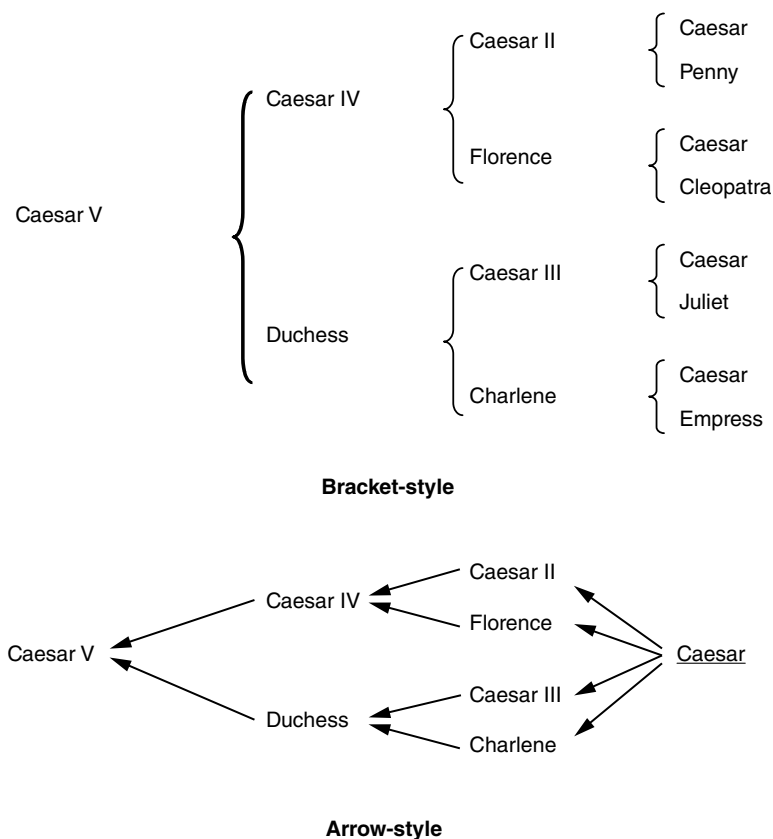 Caesar II
Caesar
Penny
Caesar IV
Florence
Caesar
Cleopatra
Caesar V
Caesar III
Caesar
Juliet
Duchess
Charlene
Caesar
Empress
Bracket-style
Caesar II
Caesar IV
Florence
Caesar V
Caesar
Caesar III
Duchess
Charlene
Arrow-style